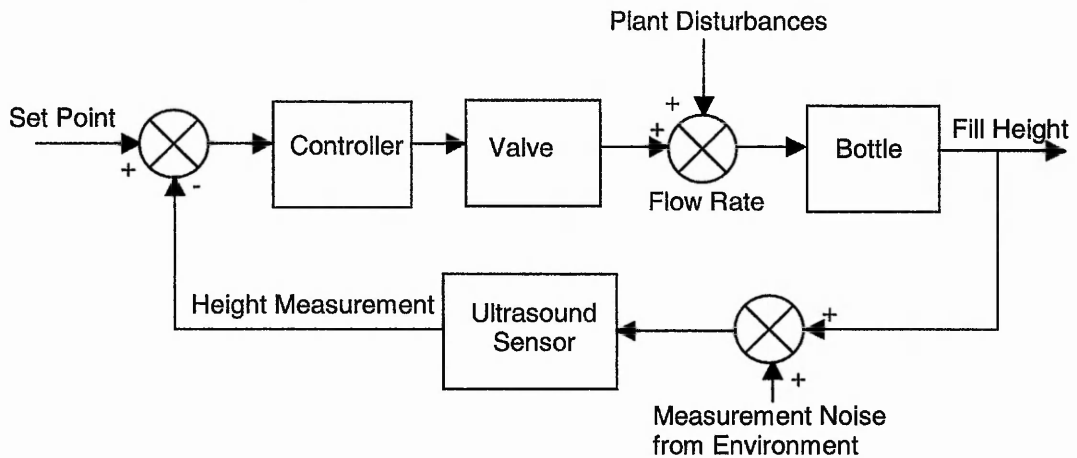 Plant Disturbances
Set Point
+
-
Controller
Valve
+
+
Flow Rate
Bottle
Fill Height
Height Measurement
Ultrasound
Sensor
+
+
Measurement Noise
from Environment